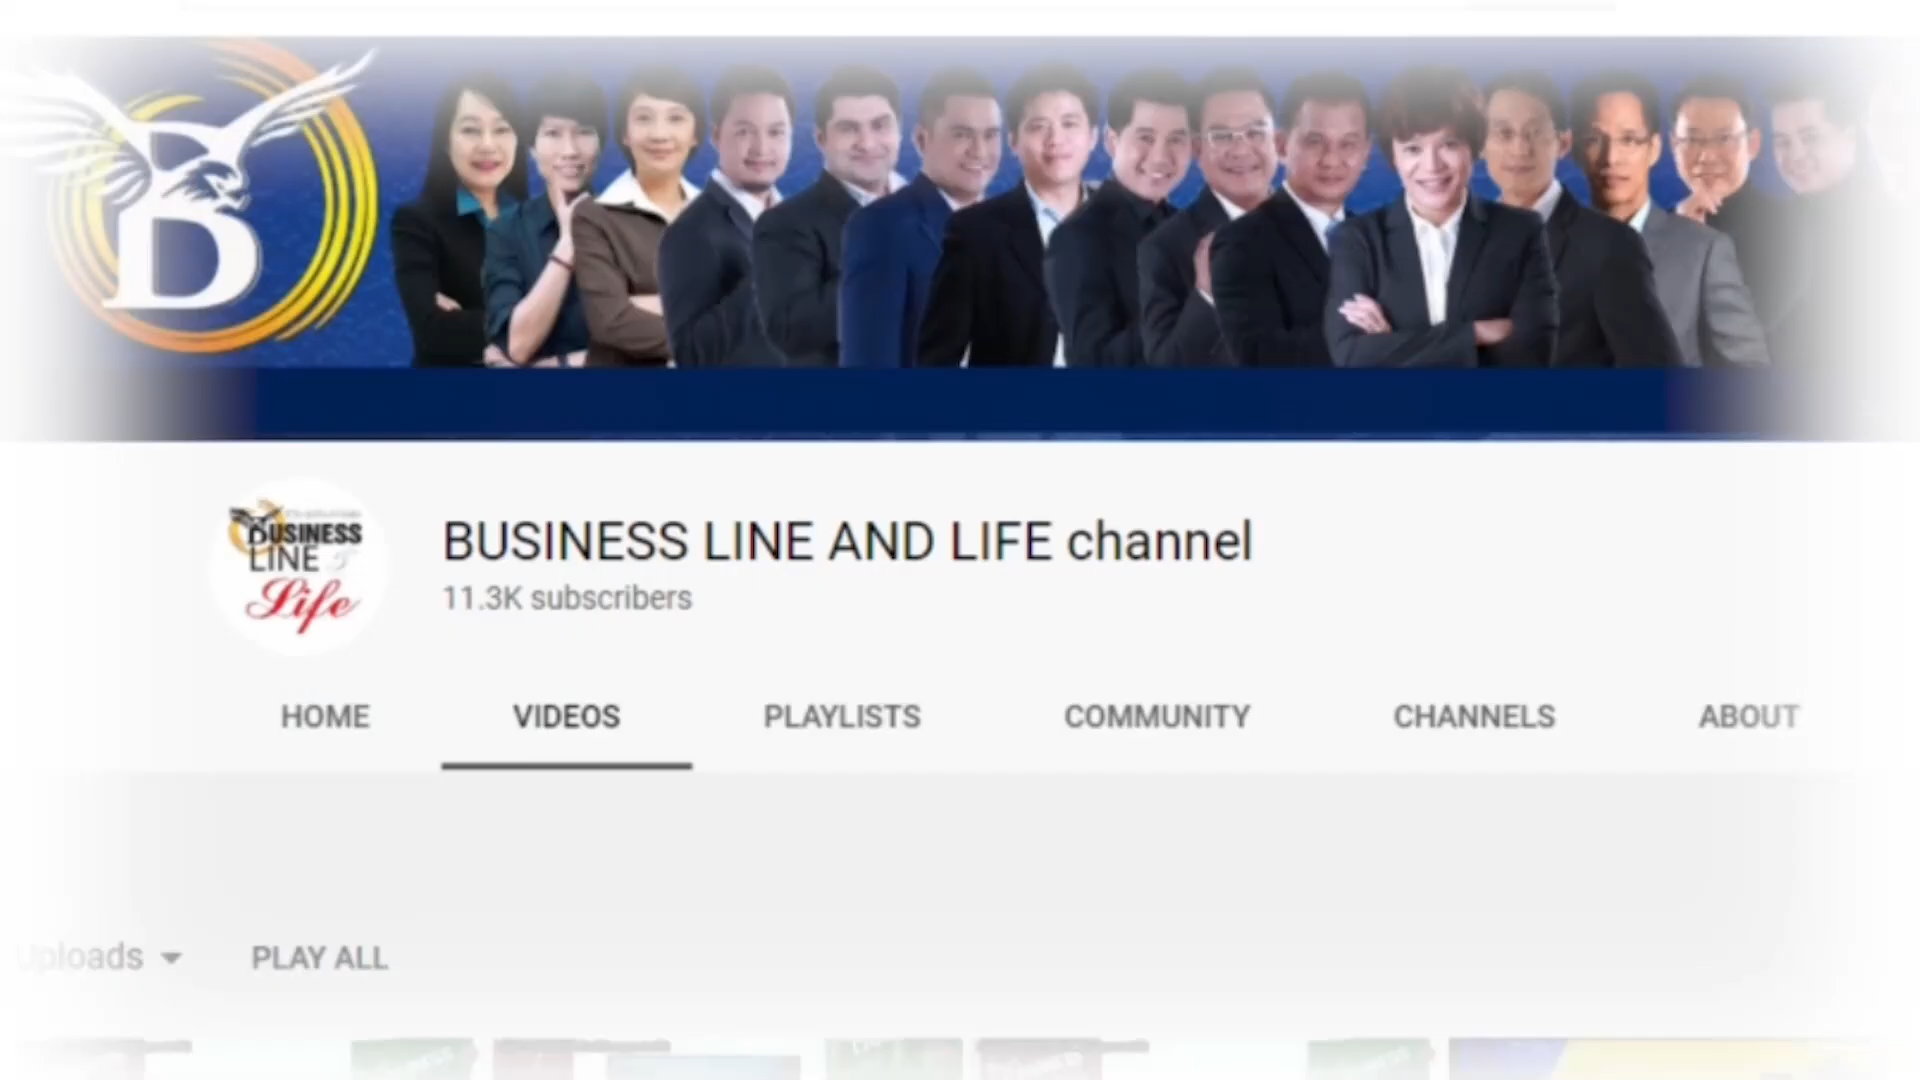 B
BUSINESS
LINE &
Life
BUSINESS LINE AND LIFE channel
11.3K subscribers
HOME VIDEOS PLAYLISTS COMMUNITY CHANNELS ABOUT
Uploads PLAY ALL